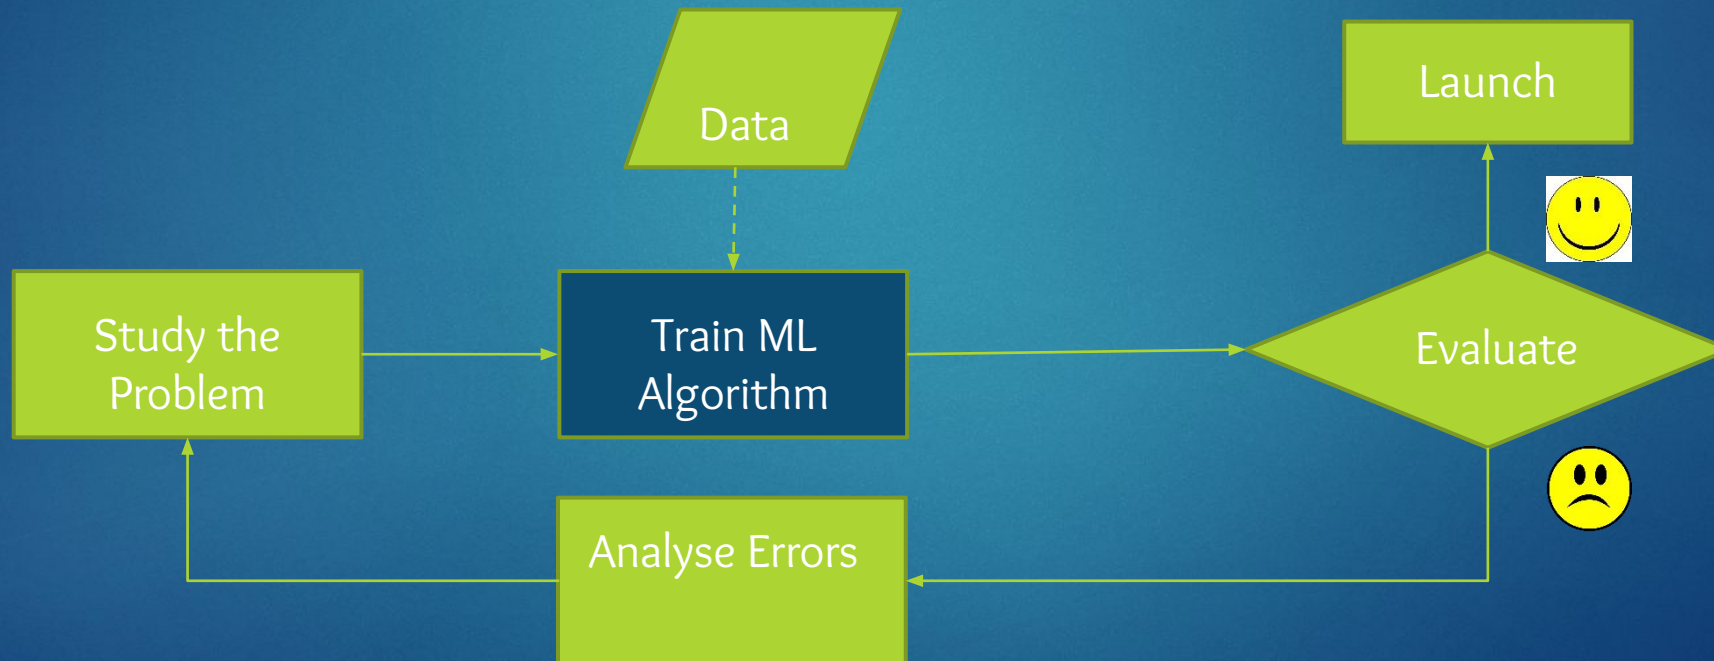 Data
Launch
Study the
Problem
Train ML
Algorithm
Evaluate
Analyse Errors